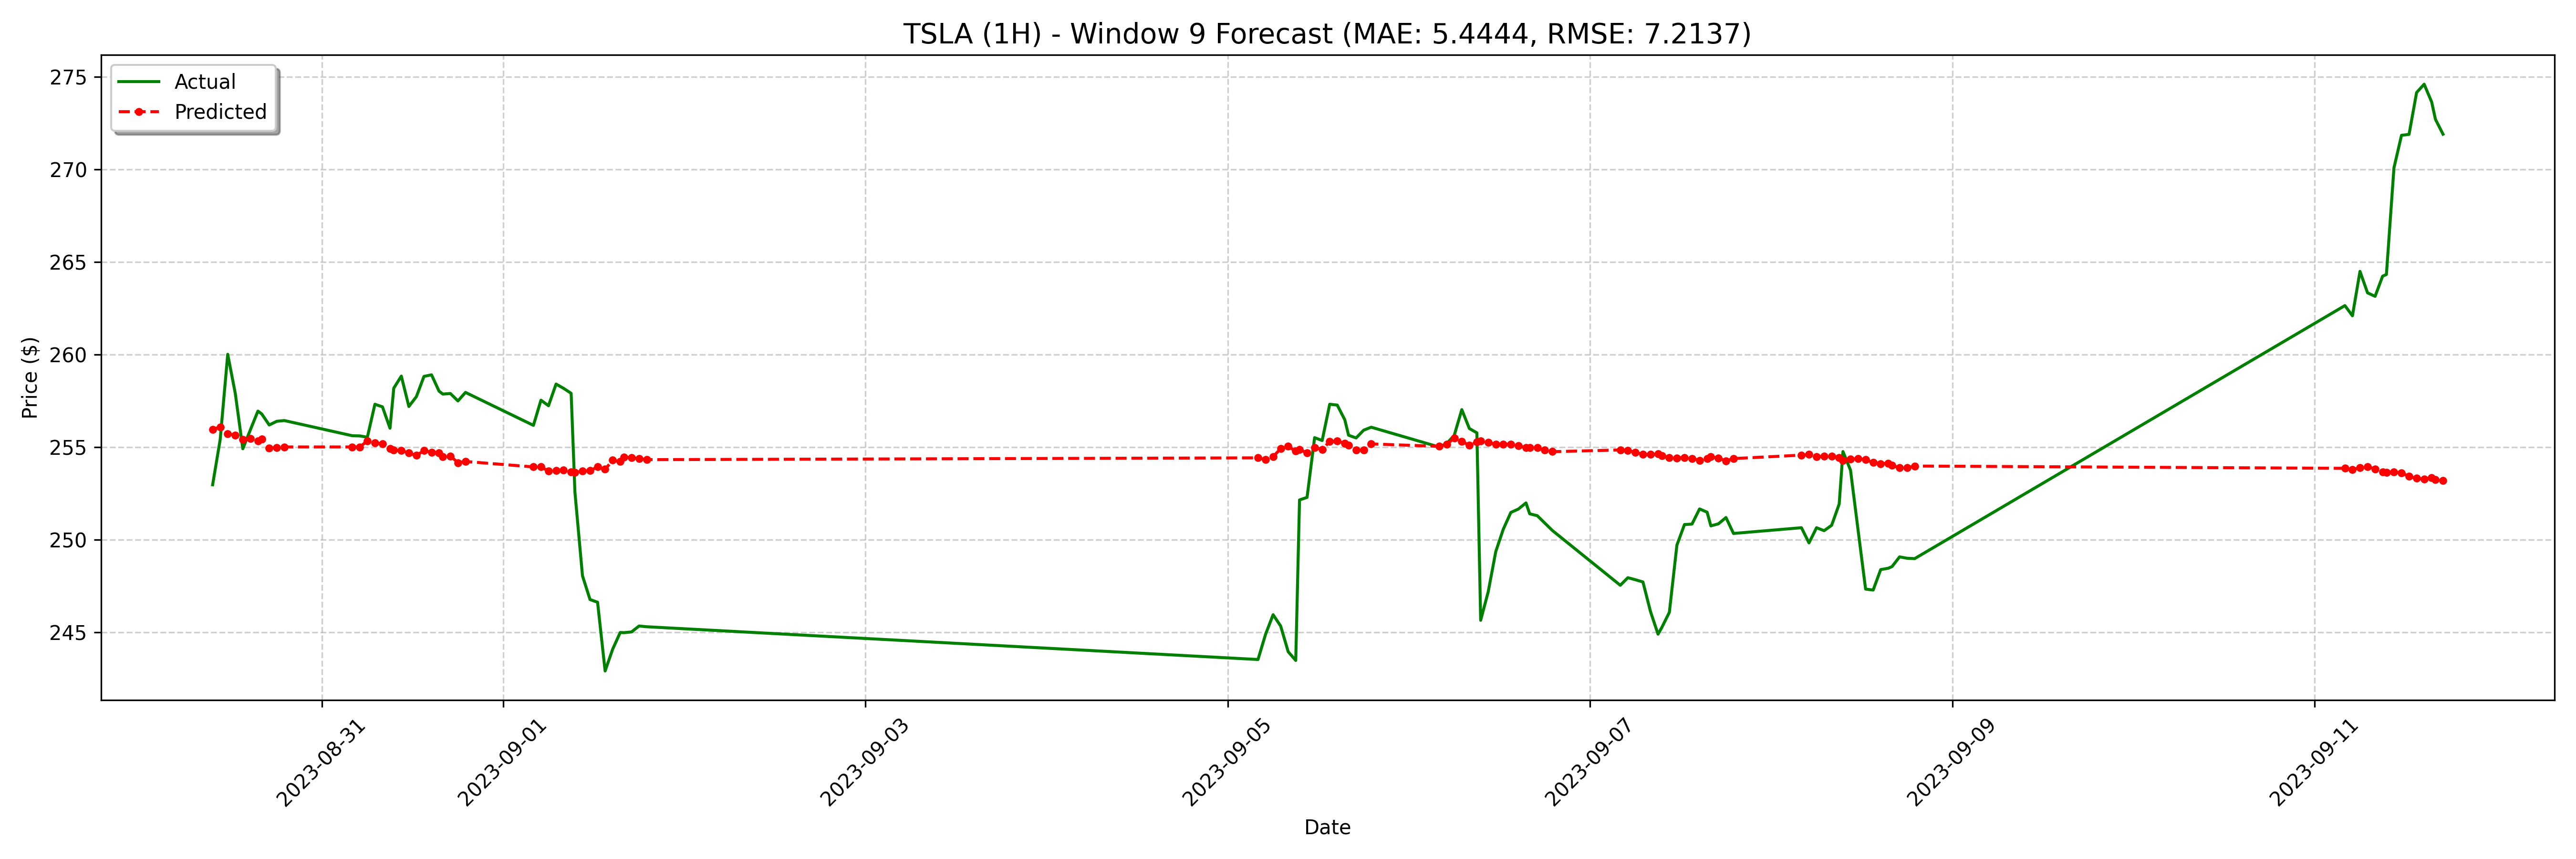 TSLA (1H) - Window 9 Forecast (MAE: 5.4444, RMSE: 7.2137)
Actual
Predicted
Price ($)
275
270
265
260
255
250
245
2023-08-31
2023-09-01
2023-09-03
2023-09-05
2023-09-07
2023-09-09
2023-09-11
Date